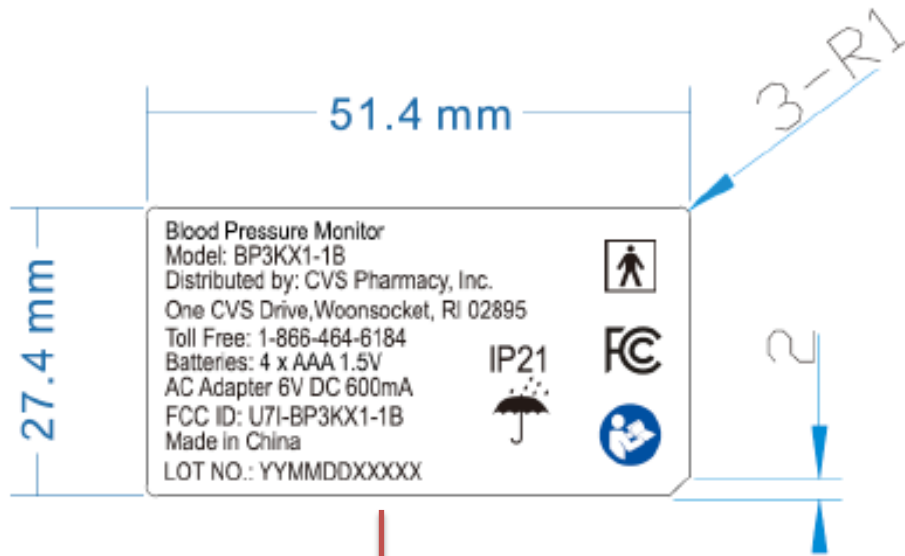 3-R1
51.4 mm
27.4 mm
Blood Pressure Monitor
Model: BP3KX1-1B
Distributed by: CVS Pharmacy, Inc.
One CVS Drive,Woonsocket, RI 02895
Toll Free: 1-866-464-6184
Batteries: 4 x AAA 1.5V
AC Adapter 6V DC 600mA
FCC ID: U7I-BP3KX1-1B
Made in China
LOT NO.: YYMMDDXXXXX
IP21
FC
2